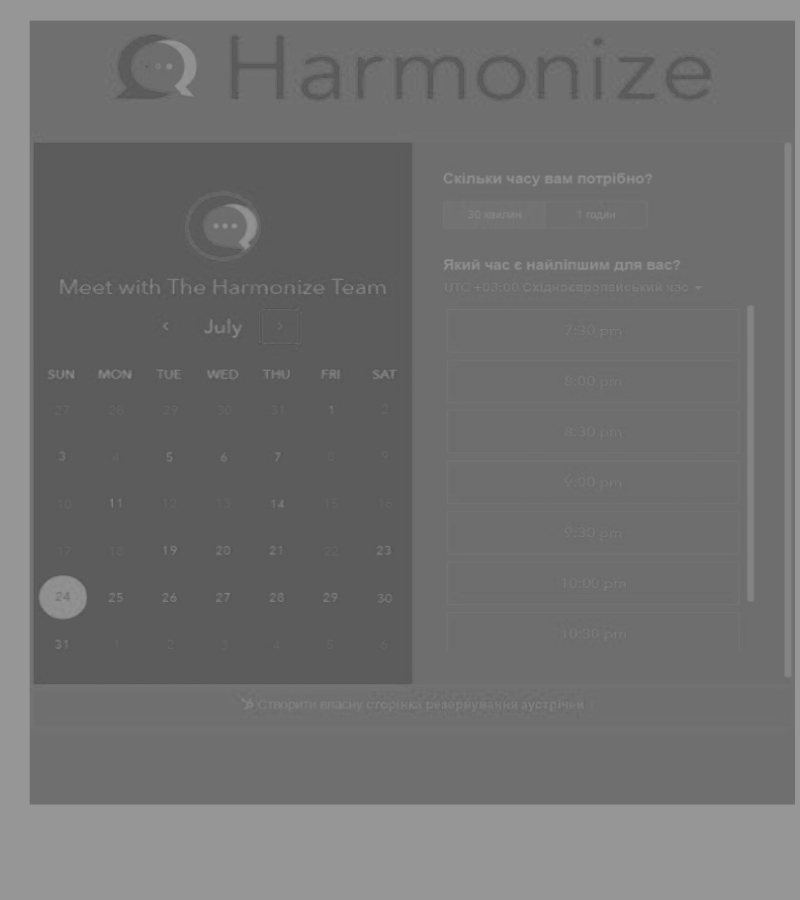 Harmonize
Meet with The Harmonize Team
‹ July ›
SUN MON TUE WED THU FRI SAT
27 28 29 30 31 1 2
3 4 5 6 7 8 9
10 11 12 13 14 15 16
17 18 19 20 21 22 23
24 25 26 27 28 29 30
31 1 2 3 4 5 6
Скільки часу вам потрібно?
30 хвилин 1 годин
Який час є найліпшим для вас?
UTC +03:00 Східноєвропейський час
7:30 pm
8:00 pm
8:30 pm
9:00 pm
9:30 pm
10:00 pm
10:30 pm
Створити власну сторінка резервування зустрічей